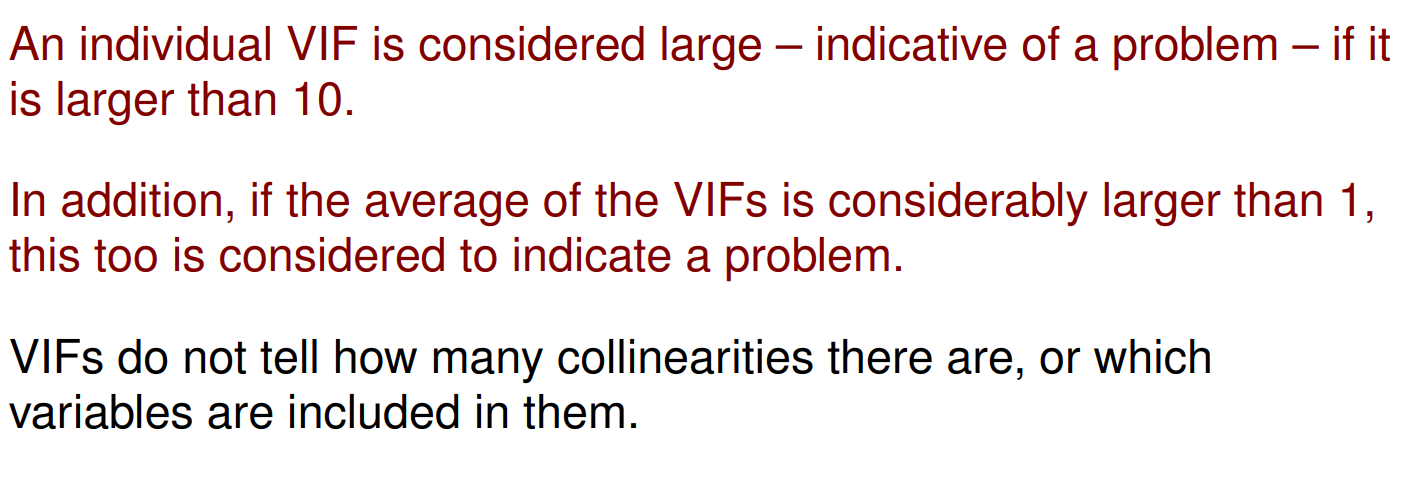 An individual VIF is considered large – indicative of a problem – if it
is larger than 10.
In addition, if the average of the VIFs is considerably larger than 1,
this too is considered to indicate a problem.
VIFs do not tell how many collinearities there are, or which
variables are included in them.